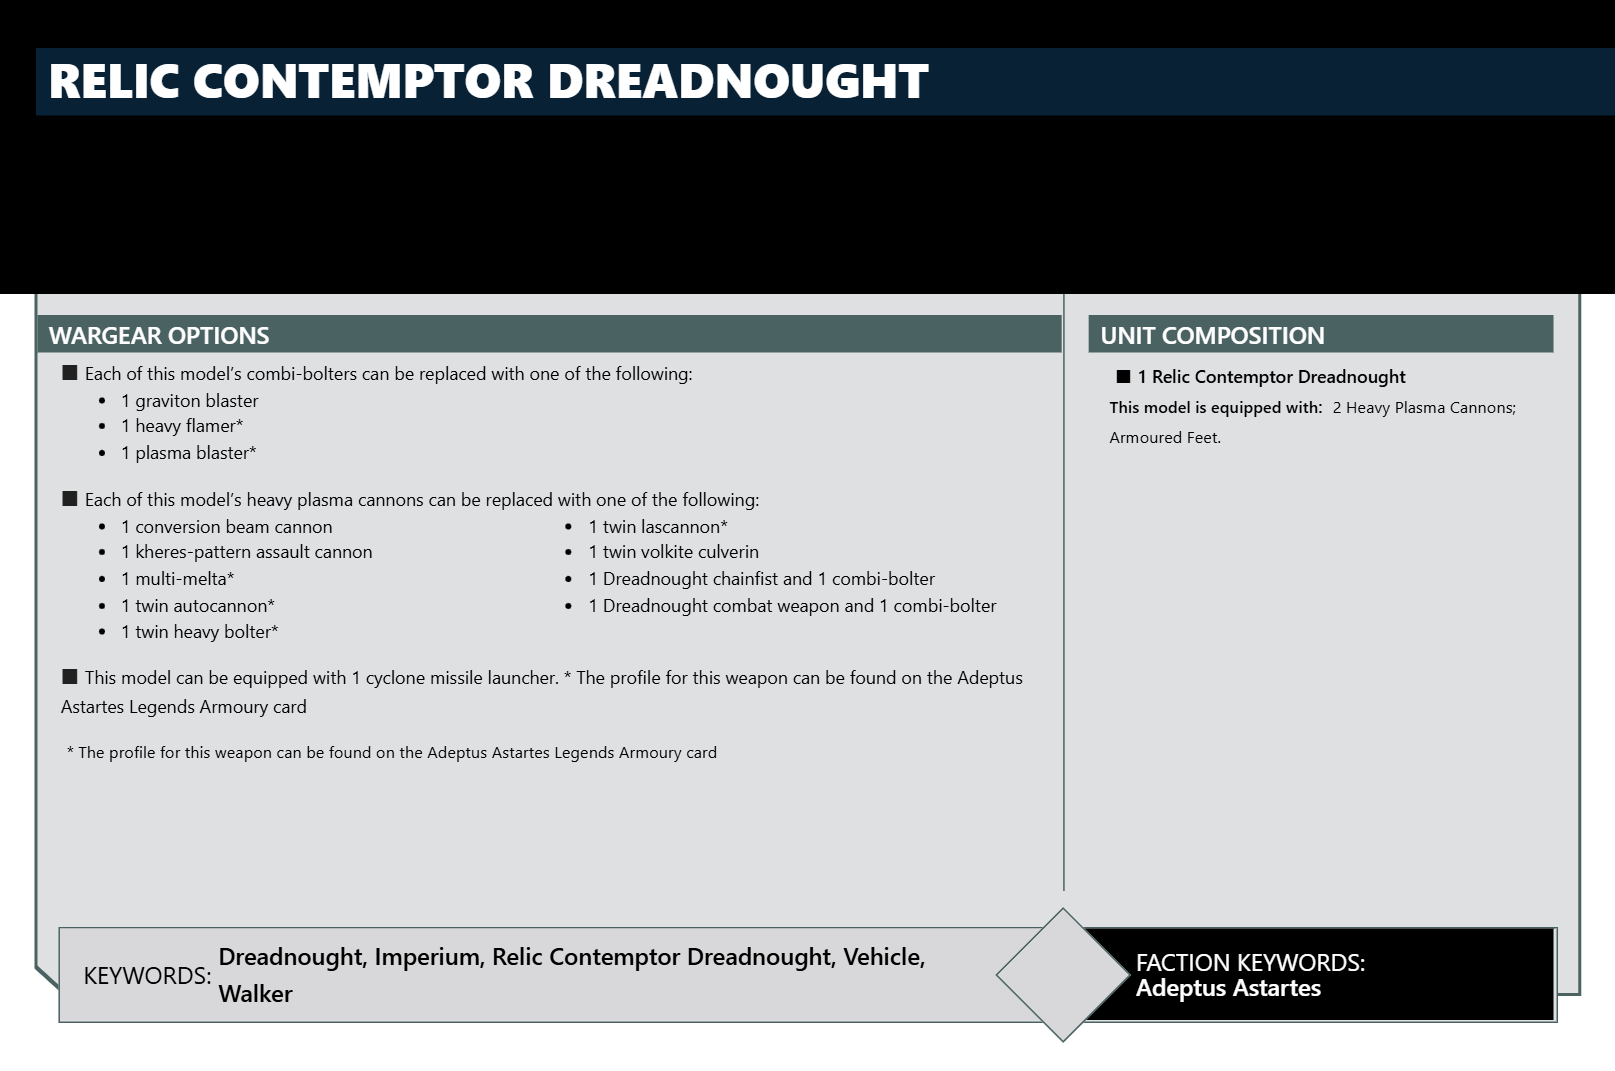 RELIC CONTEMPTOR DREADNOUGHT
WARGEAR OPTIONS
■ Each of this model’s combi-bolters can be replaced with one of the following:
• 1 graviton blaster
• 1 heavy flamer*
• 1 plasma blaster*
■ Each of this model’s heavy plasma cannons can be replaced with one of the following:
• 1 conversion beam cannon
• 1 kheres-pattern assault cannon
• 1 multi-melta*
• 1 twin autocannon*
• 1 twin heavy bolter*
• 1 twin lascannon*
• 1 twin volkite culverin
• 1 Dreadnought chainfist and 1 combi-bolter
• 1 Dreadnought combat weapon and 1 combi-bolter
■ This model can be equipped with 1 cyclone missile launcher. * The profile for this weapon can be found on the Adeptus
Astartes Legends Armoury card
* The profile for this weapon can be found on the Adeptus Astartes Legends Armoury card
UNIT COMPOSITION
■ 1 Relic Contemptor Dreadnought
This model is equipped with: 2 Heavy Plasma Cannons;
Armoured Feet.
KEYWORDS: Dreadnought, Imperium, Relic Contemptor Dreadnought, Vehicle,
Walker
FACTION KEYWORDS:
Adeptus Astartes